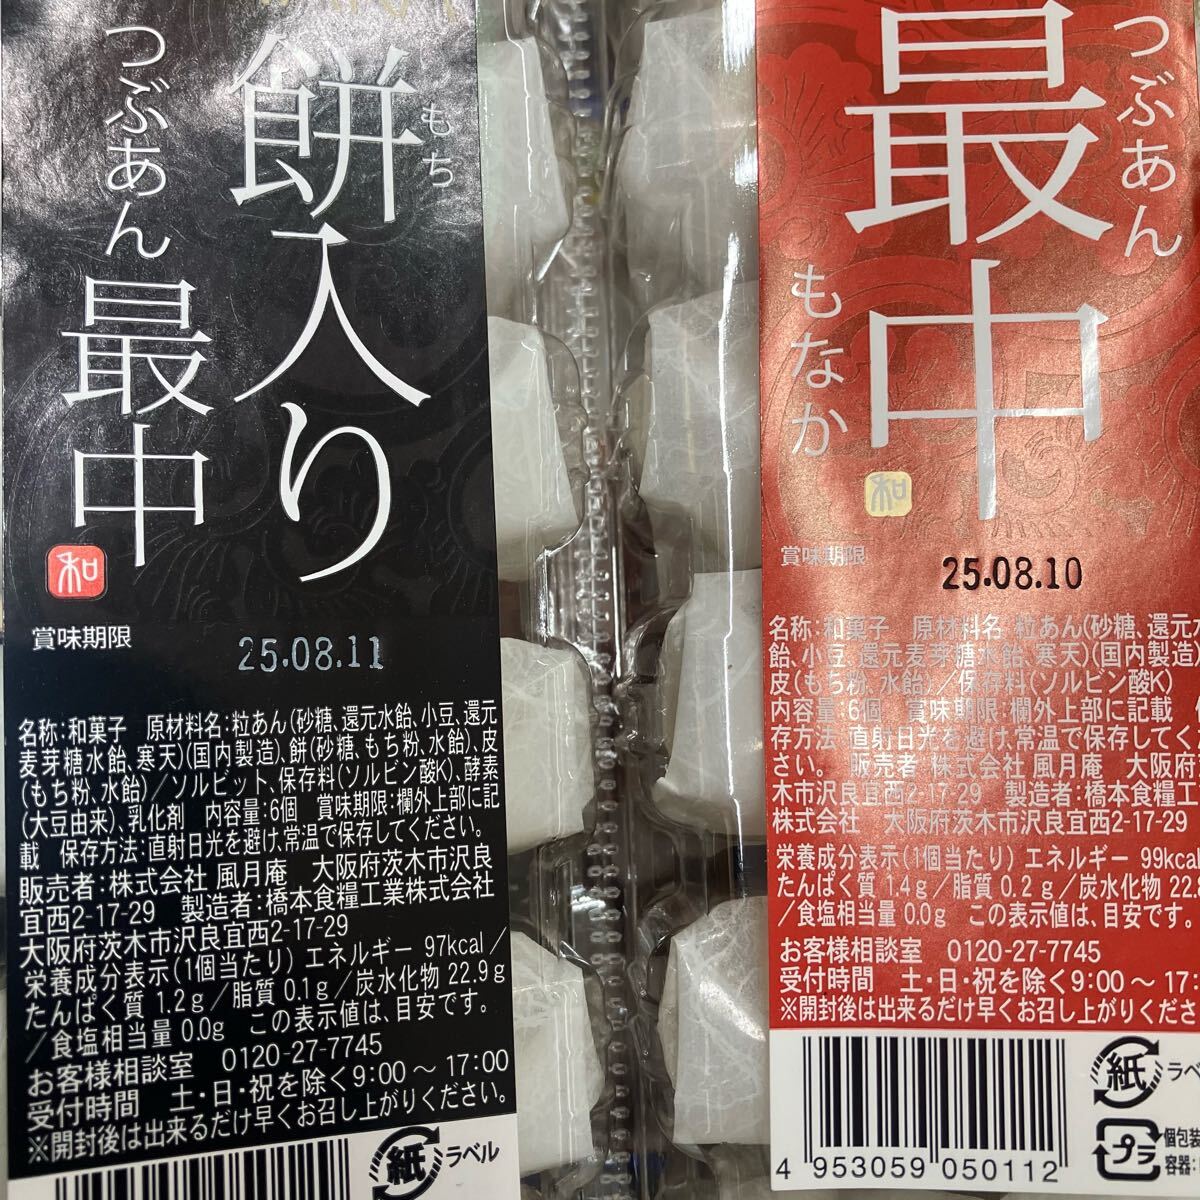 餅入り
もち
つぶあん
最中
和
賞味期限
25.08.11
名称:和菓子 原材料名:粒あん(砂糖、還元水飴、小豆、還元
麦芽糖水飴、寒天)(国内製造)、餅(砂糖、もち粉、水飴)、皮
(もち粉、水飴)/ソルビット、保存料(ソルビン酸K)、酵素
(大豆由来)、乳化剤 内容量:6個 賞味期限:欄外上部に記
載 保存方法:直射日光を避け、常温で保存してください。
販売者:株式会社 風月庵 大阪府茨木市沢良
宜西2-17-29 製造者:橋本食糧工業株式会社
大阪府茨木市沢良宜西2-17-29
栄養成分表示(1個当たり) エネルギー 97kcal/
たんぱく質 1.2g/脂質 0.1g/炭水化物 22.9g
/食塩相当量 0.0g この表示値は、目安です。
お客様相談室 0120-27-7745
受付時間 土・日・祝を除く9:00～17:00
※開封後は出来るだけ早くお召し上がりください。
紙 ラベル
つぶあん
最中
もなか
和
賞味期限
25.08.10
名称:和菓子 原材料名 粒あん(砂糖、還元水
飴、小豆、還元麦芽糖水飴、寒天)(国内製造)
皮(もち粉、水飴)/保存料(ソルビン酸K)
内容量:6個 賞味期限:欄外上部に記載
存方法:直射日光を避け、常温で保存してくだ
さい。 販売者:株式会社 風月庵 大阪府
木市沢良宜西2-17-29 製造者:橋本食糧工
株式会社 大阪府茨木市沢良宜西2-17-29
栄養成分表示(1個当たり) エネルギー 99kcal
たんぱく質 1.4g/脂質 0.2g/炭水化物 22.
/食塩相当量 0.0g この表示値は、目安です。
お客様相談室 0120-27-7745
受付時間 土・日・祝を除く9:00～17:
※開封後は出来るだけ早くお召し上がりくださ
紙 ラベ
プラ 個包装
容器:
4 953059 050112